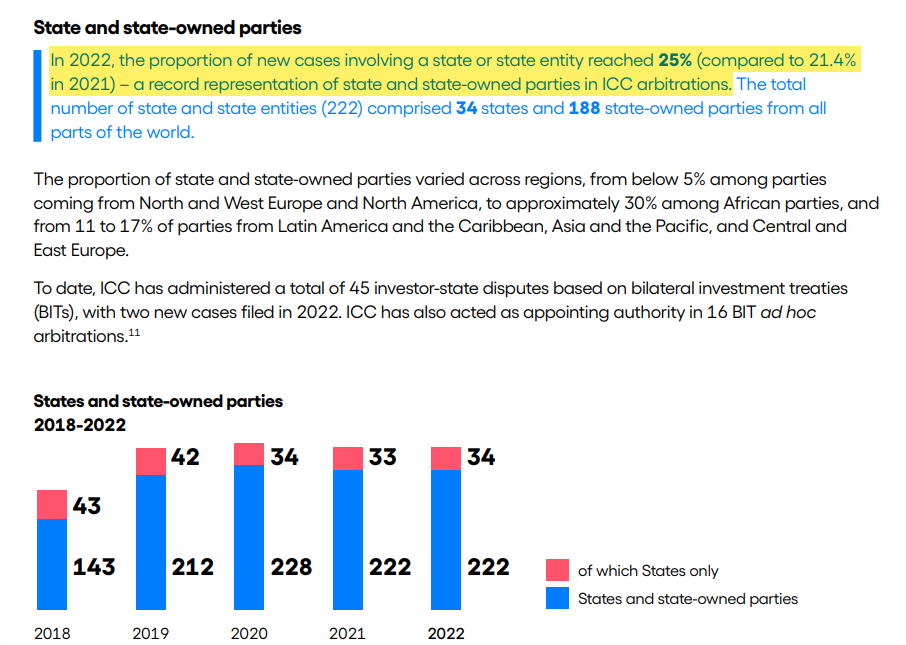 State and state-owned parties
In 2022, the proportion of new cases involving a state or state entity reached 25% (compared to 21.4%
in 2021) – a record representation of state and state-owned parties in ICC arbitrations. The total
number of state and state entities (222) comprised 34 states and 188 state-owned parties from all
parts of the world.
The proportion of state and state-owned parties varied across regions, from below 5% among parties
coming from North and West Europe and North America, to approximately 30% among African parties, and
from 11 to 17% of parties from Latin America and the Caribbean, Asia and the Pacific, and Central and
East Europe.
To date, ICC has administered a total of 45 investor-state disputes based on bilateral investment treaties
(BITs), with two new cases filed in 2022. ICC has also acted as appointing authority in 16 BIT ad hoc
arbitrations.¹¹
States and state-owned parties
2018-2022
42 34 33 34
43
143 212 228 222 222
of which States only
States and state-owned parties
2018 2019 2020 2021 2022